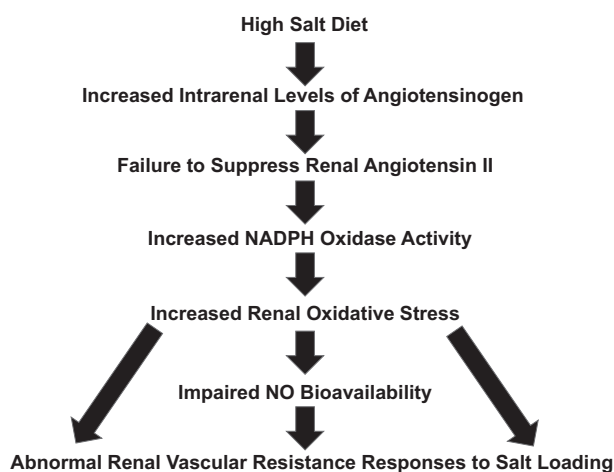 High Salt Diet
Increased Intrarenal Levels of Angiotensinogen
Failure to Suppress Renal Angiotensin II
Increased NADPH Oxidase Activity
Increased Renal Oxidative Stress
Impaired NO Bioavailability
Abnormal Renal Vascular Resistance Responses to Salt Loading